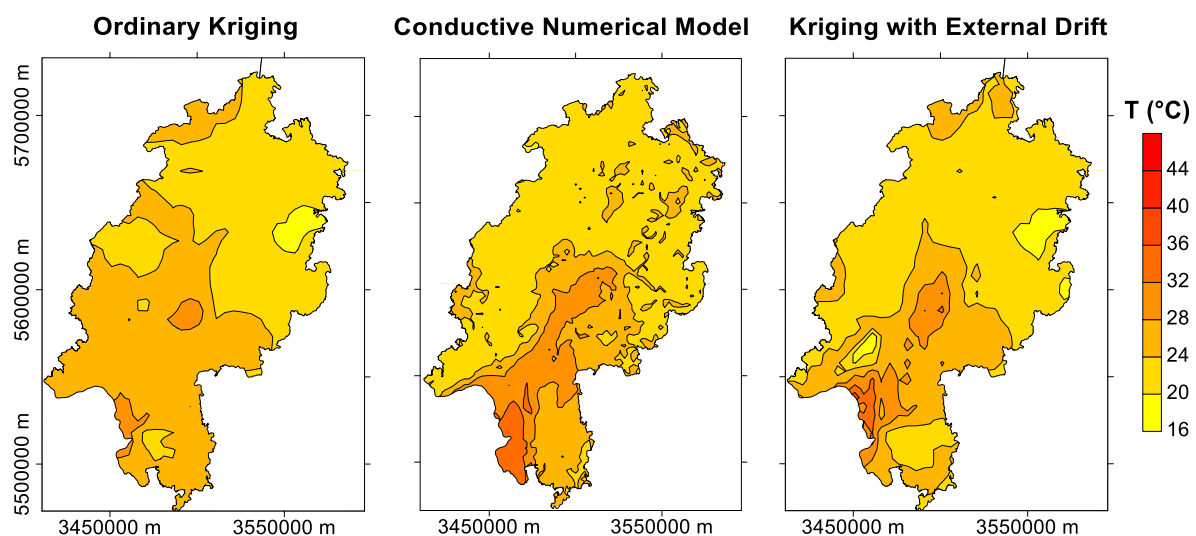 Ordinary Kriging
Conductive Numerical Model
Kriging with External Drift
T (°C)
44
40
36
32
28
24
20
16
5700000 m
5600000 m
5500000 m
3450000 m
3550000 m
3450000 m
3550000 m
3450000 m
3550000 m